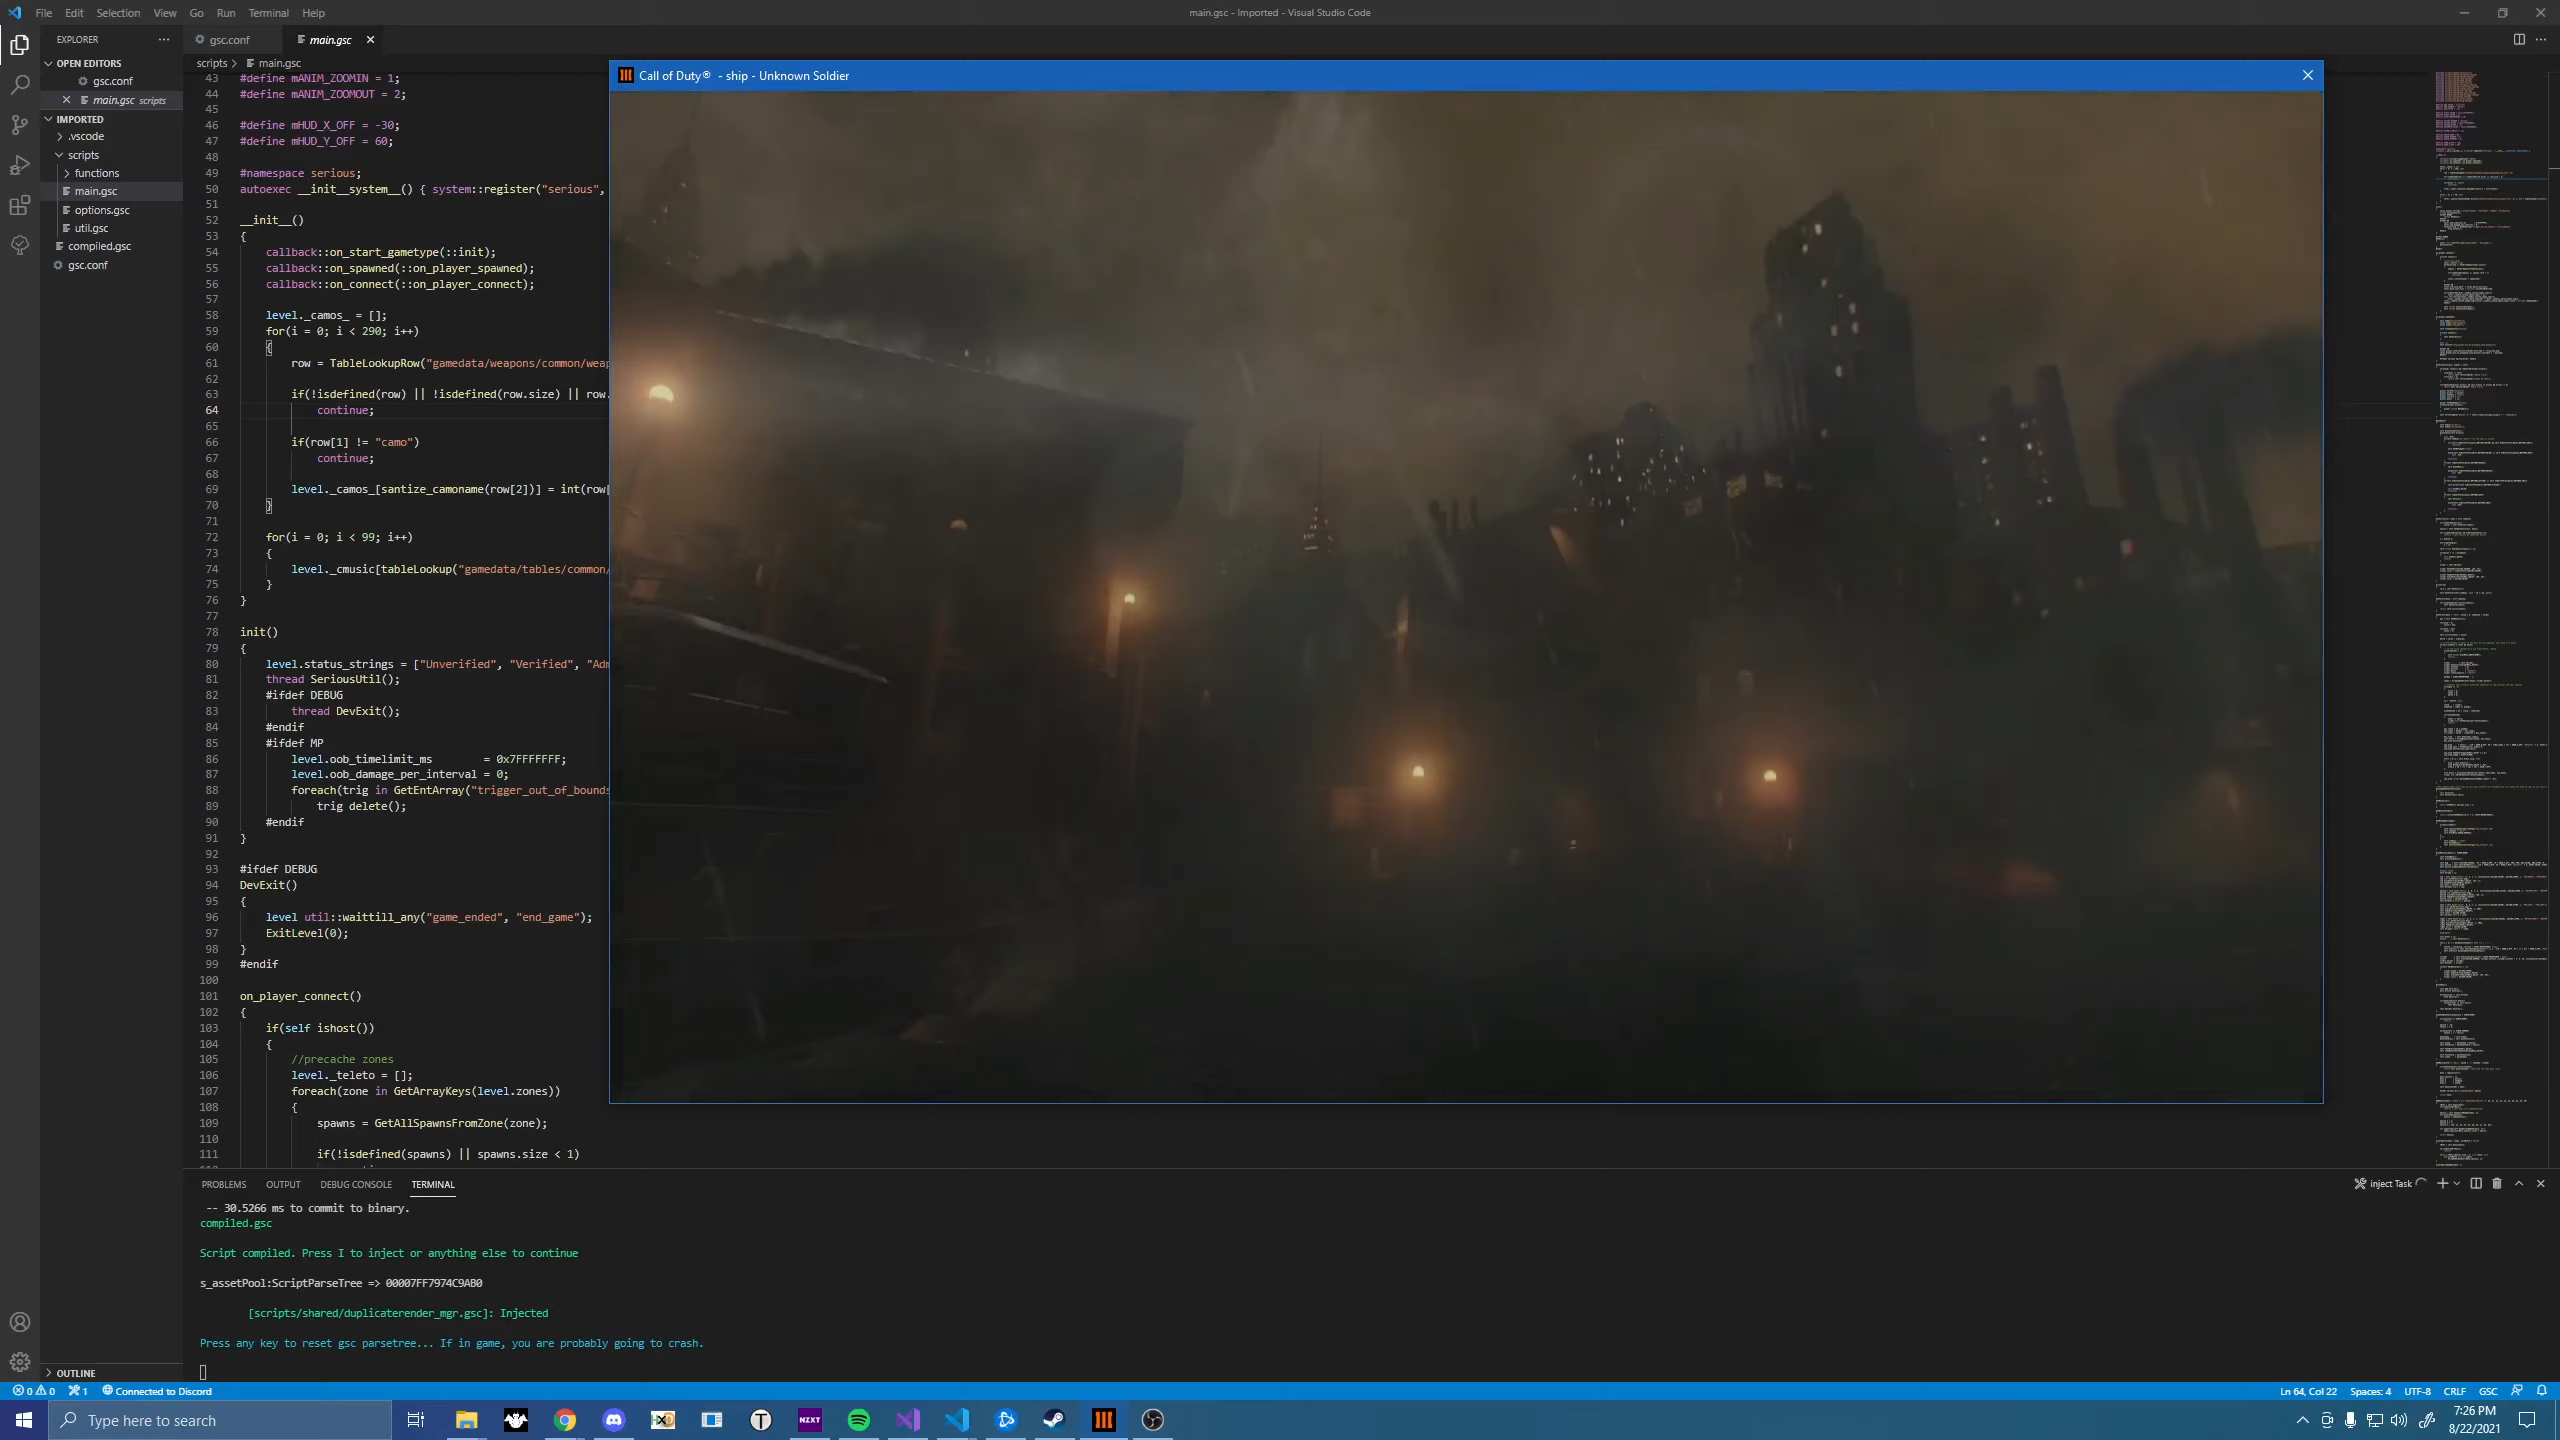 File Edit Selection View Go Run Terminal Help
main.gsc - Imported - Visual Studio Code
EXPLORER
OPEN EDITORS
gsc.conf
main.gsc scripts
IMPORTED
.vscode
scripts
functions
main.gsc
options.gsc
util.gsc
compiled.gsc
gsc.conf
OUTLINE
gsc.conf main.gsc
scripts > main.gsc
43 #define mANIM_ZOOMIN = 1;
44 #define mANIM_ZOOMOUT = 2;
45
46 #define mHUD_X_OFF = -30;
47 #define mHUD_Y_OFF = 60;
48
49 #namespace serious;
50 autoexec __init__system__() { system::register("serious",
51
52 __init__()
53 {
54 callback::on_start_gametype(::init);
55 callback::on_spawned(::on_player_spawned);
56 callback::on_connect(::on_player_connect);
57
58 level._camos_ = [];
59 for(i = 0; i < 290; i++)
60 {
61 row = TableLookupRow("gamedata/weapons/common/weap
62
63 if(!isdefined(row) || !isdefined(row.size) || row.
64 continue;
65
66 if(row[1] != "camo")
67 continue;
68
69 level._camos_[santize_camoname(row[2])] = int(row[
70 }
71
72 for(i = 0; i < 99; i++)
73 {
74 level._cmusic[tableLookup("gamedata/tables/common/
75 }
76 }
77
78 init()
79 {
80 level.status_strings = ["Unverified", "Verified", "Adm
81 thread SeriousUtil();
82 #ifdef DEBUG
83 thread DevExit();
84 #endif
85 #ifdef MP
86 level.oob_timelimit_ms = 0x7FFFFFFF;
87 level.oob_damage_per_interval = 0;
88 foreach(trig in GetEntArray("trigger_out_of_bounds
89 trig delete();
90 #endif
91 }
92
93 #ifdef DEBUG
94 DevExit()
95 {
96 level util::waittill_any("game_ended", "end_game");
97 ExitLevel(0);
98 }
99 #endif
100
101 on_player_connect()
102 {
103 if(self ishost())
104 {
105 //precache zones
106 level._teleto = [];
107 foreach(zone in GetArrayKeys(level.zones))
108 {
109 spawns = GetAllSpawnsFromZone(zone);
110
111 if(!isdefined(spawns) || spawns.size < 1)
Call of Duty® - ship - Unknown Soldier
PROBLEMS OUTPUT DEBUG CONSOLE TERMINAL
inject Task
-- 30.5266 ms to commit to binary.
compiled.gsc
Script compiled. Press I to inject or anything else to continue
s_assetPool:ScriptParseTree => 00007FF7974C9AB0
[scripts/shared/duplicaterender_mgr.gsc]: Injected
Press any key to reset gsc parsetree... If in game, you are probably going to crash.
0 0 1 Connected to Discord
Ln 64, Col 22 Spaces: 4 UTF-8 CRLF GSC
Type here to search
NZXT
7:26 PM
8/22/2021